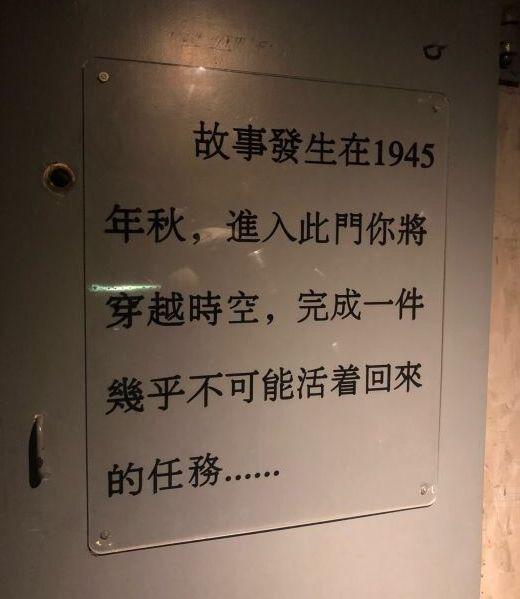 故事發生在1945
年秋，進入此門你將
穿越時空，完成一件
幾乎不可能活着回來
的任務......